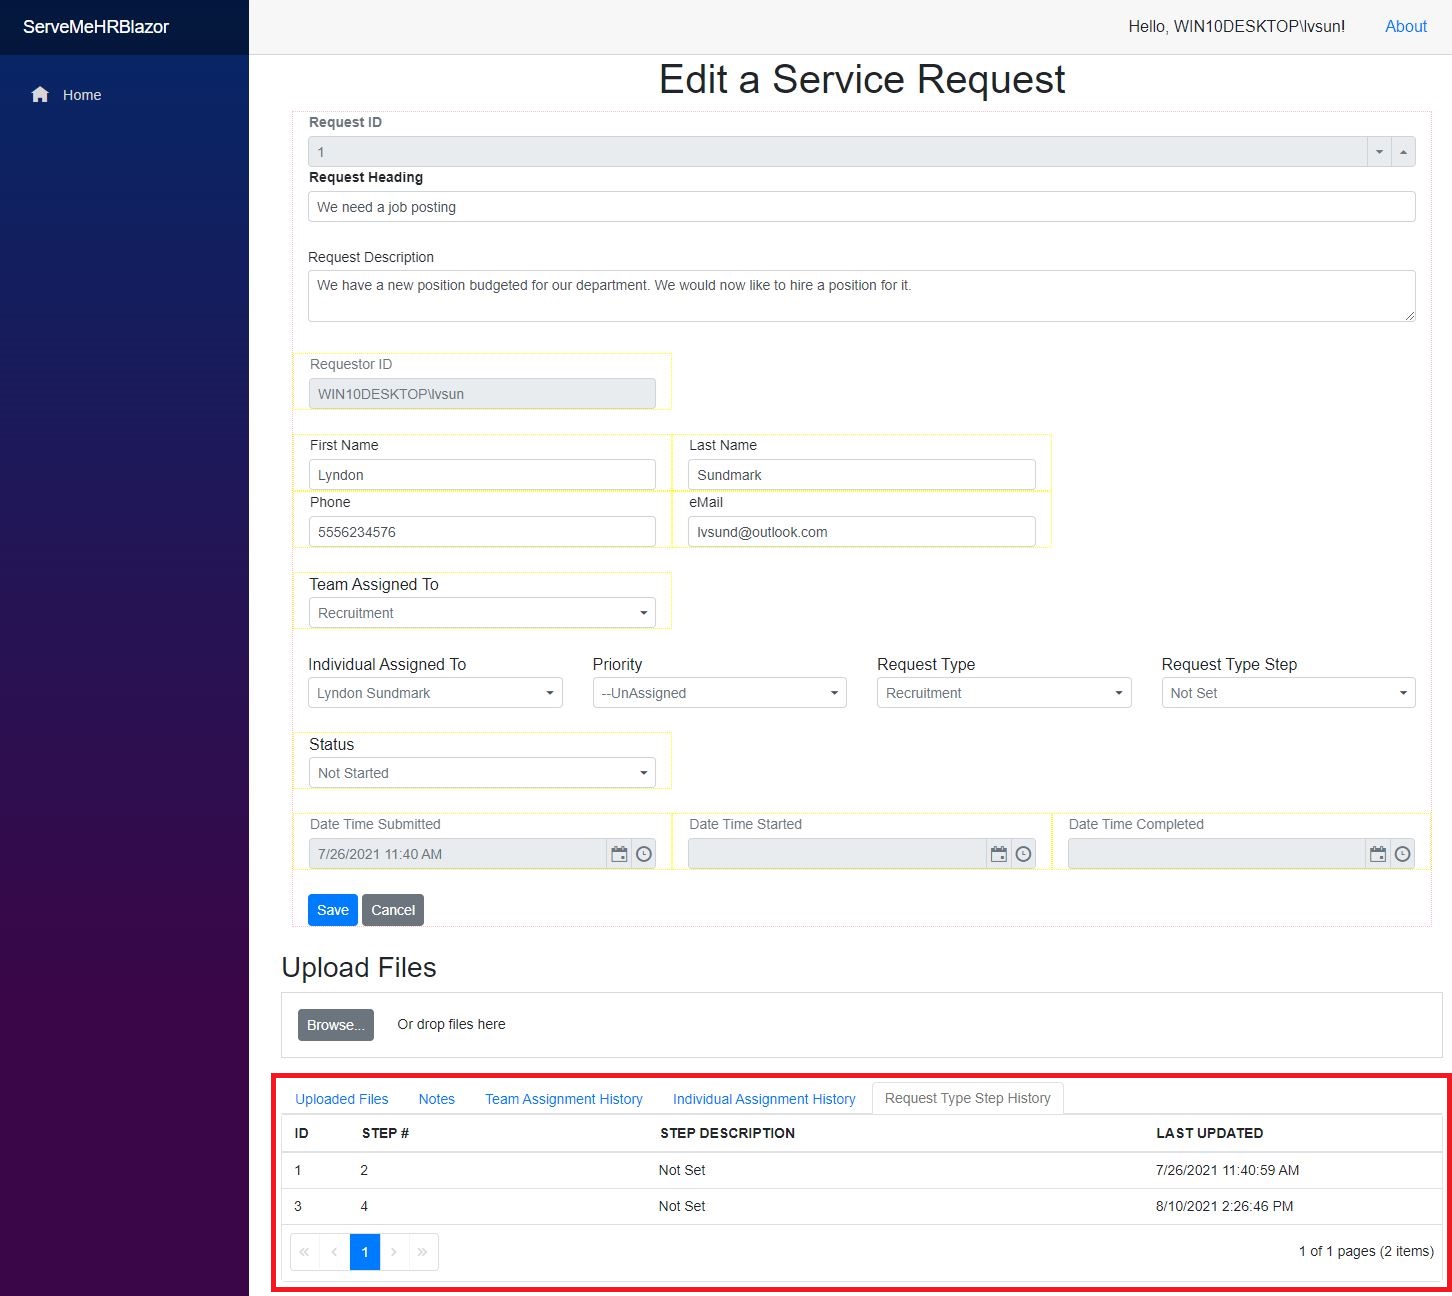 ServeMeHRBlazor
Hello, WIN10DESKTOP\lvsun! About
Home
Edit a Service Request
Request ID
1
Request Heading
We need a job posting
Request Description
We have a new position budgeted for our department. We would now like to hire a position for it.
Requestor ID
WIN10DESKTOP\lvsun
First Name Last Name
Lyndon Sundmark
Phone eMail
5556234576 lvsund@outlook.com
Team Assigned To
Recruitment
Individual Assigned To Priority Request Type Request Type Step
Lyndon Sundmark --UnAssigned Recruitment Not Set
Status
Not Started
Date Time Submitted Date Time Started Date Time Completed
7/26/2021 11:40 AM
Save Cancel
Upload Files
Browse... Or drop files here
Uploaded Files Notes Team Assignment History Individual Assignment History Request Type Step History
ID STEP # STEP DESCRIPTION LAST UPDATED
1 2 Not Set 7/26/2021 11:40:59 AM
3 4 Not Set 8/10/2021 2:26:46 PM
« ‹ 1 › » 1 of 1 pages (2 items)